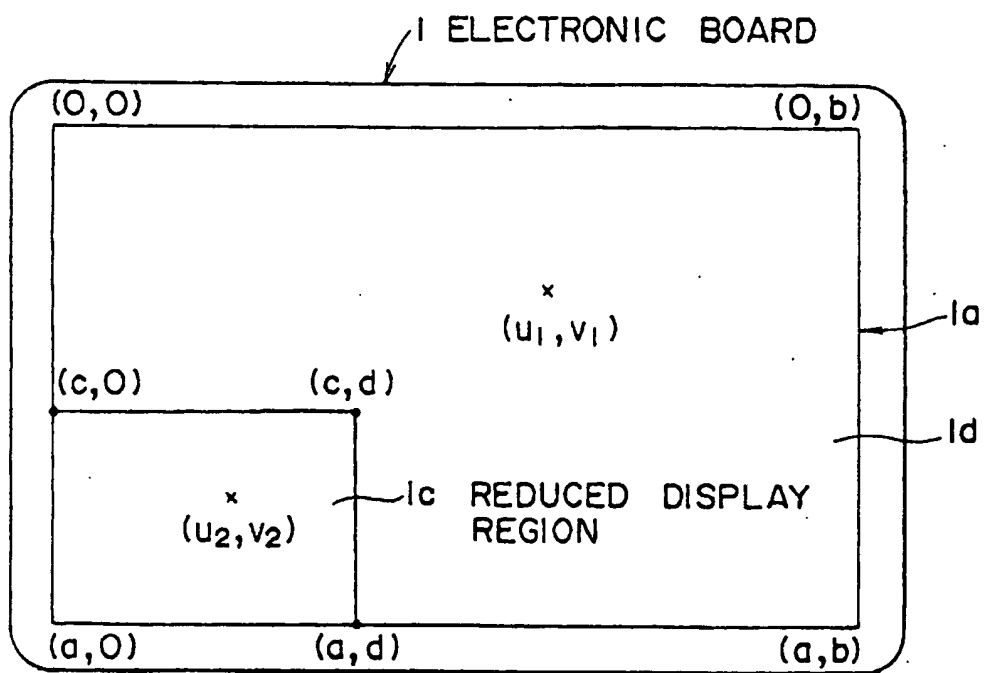 1 ELECTRONIC BOARD
(0,0)
(0,b)
(u₁,v₁)
1a
(c,0)
(c,d)
1d
1c REDUCED DISPLAY
REGION
(u₂,v₂)
(a,0)
(a,d)
(a,b)